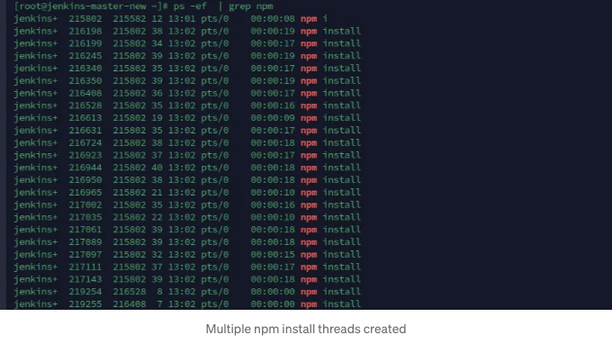 [root@jenkins-master-new ~]# ps -ef | grep npm
jenkins+ 215802 215582 12 13:01 pts/0 00:00:08 npm i
jenkins+ 216198 215802 38 13:02 pts/0 00:00:19 npm install
jenkins+ 216199 215802 34 13:02 pts/0 00:00:17 npm install
jenkins+ 216245 215802 39 13:02 pts/0 00:00:19 npm install
jenkins+ 216340 215802 35 13:02 pts/0 00:00:17 npm install
jenkins+ 216350 215802 39 13:02 pts/0 00:00:19 npm install
jenkins+ 216408 215802 36 13:02 pts/0 00:00:17 npm install
jenkins+ 216528 215802 35 13:02 pts/0 00:00:16 npm install
jenkins+ 216613 215802 19 13:02 pts/0 00:00:09 npm install
jenkins+ 216631 215802 35 13:02 pts/0 00:00:17 npm install
jenkins+ 216724 215802 38 13:02 pts/0 00:00:18 npm install
jenkins+ 216923 215802 37 13:02 pts/0 00:00:17 npm install
jenkins+ 216944 215802 40 13:02 pts/0 00:00:18 npm install
jenkins+ 216950 215802 38 13:02 pts/0 00:00:18 npm install
jenkins+ 216965 215802 21 13:02 pts/0 00:00:10 npm install
jenkins+ 217002 215802 35 13:02 pts/0 00:00:16 npm install
jenkins+ 217035 215802 22 13:02 pts/0 00:00:10 npm install
jenkins+ 217061 215802 39 13:02 pts/0 00:00:18 npm install
jenkins+ 217089 215802 39 13:02 pts/0 00:00:18 npm install
jenkins+ 217097 215802 32 13:02 pts/0 00:00:15 npm install
jenkins+ 217111 215802 37 13:02 pts/0 00:00:17 npm install
jenkins+ 217143 215802 39 13:02 pts/0 00:00:18 npm install
jenkins+ 219254 216528 8 13:02 pts/0 00:00:00 npm install
jenkins+ 219255 216408 7 13:02 pts/0 00:00:00 npm install
Multiple npm install threads created